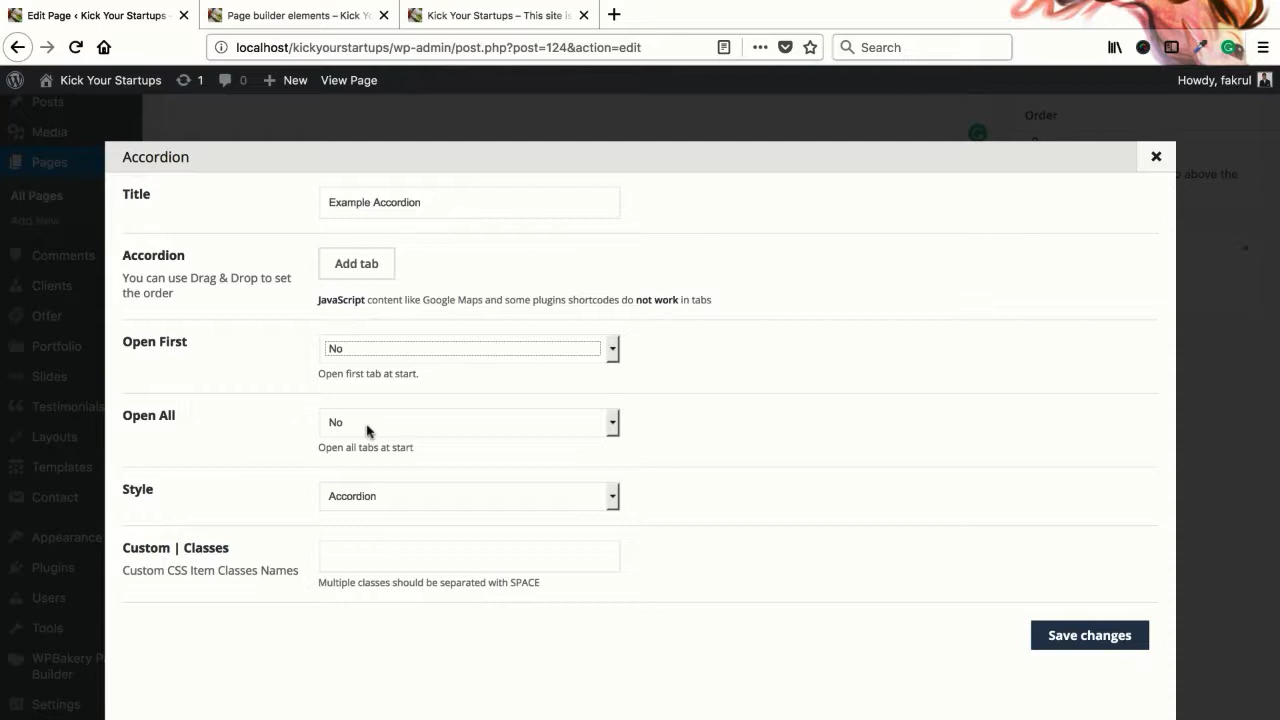 Edit Page ‹ Kick Your Startups
Page builder elements – Kick Yo
Kick Your Startups – This site is
localhost/kickyourstartups/wp-admin/post.php?post=124&action=edit
Search
Kick Your Startups
1
0
New
View Page
Howdy, fakrul
Posts
Order
Media
Pages
Accordion
o above the
Title
Example Accordion
All Pages
Add New
Accordion
You can use Drag & Drop to set
the order
Add tab
JavaScript content like Google Maps and some plugins shortcodes do not work in tabs
Comments
Clients
Offer
Portfolio
Slides
Testimonials
Layouts
Templates
Contact
Appearance
Plugins
Users
Tools
WPBakery P
Builder
Settings
Open First
No
Open first tab at start.
Open All
No
Open all tabs at start
Style
Accordion
Custom | Classes
Custom CSS Item Classes Names
Multiple classes should be separated with SPACE
Save changes